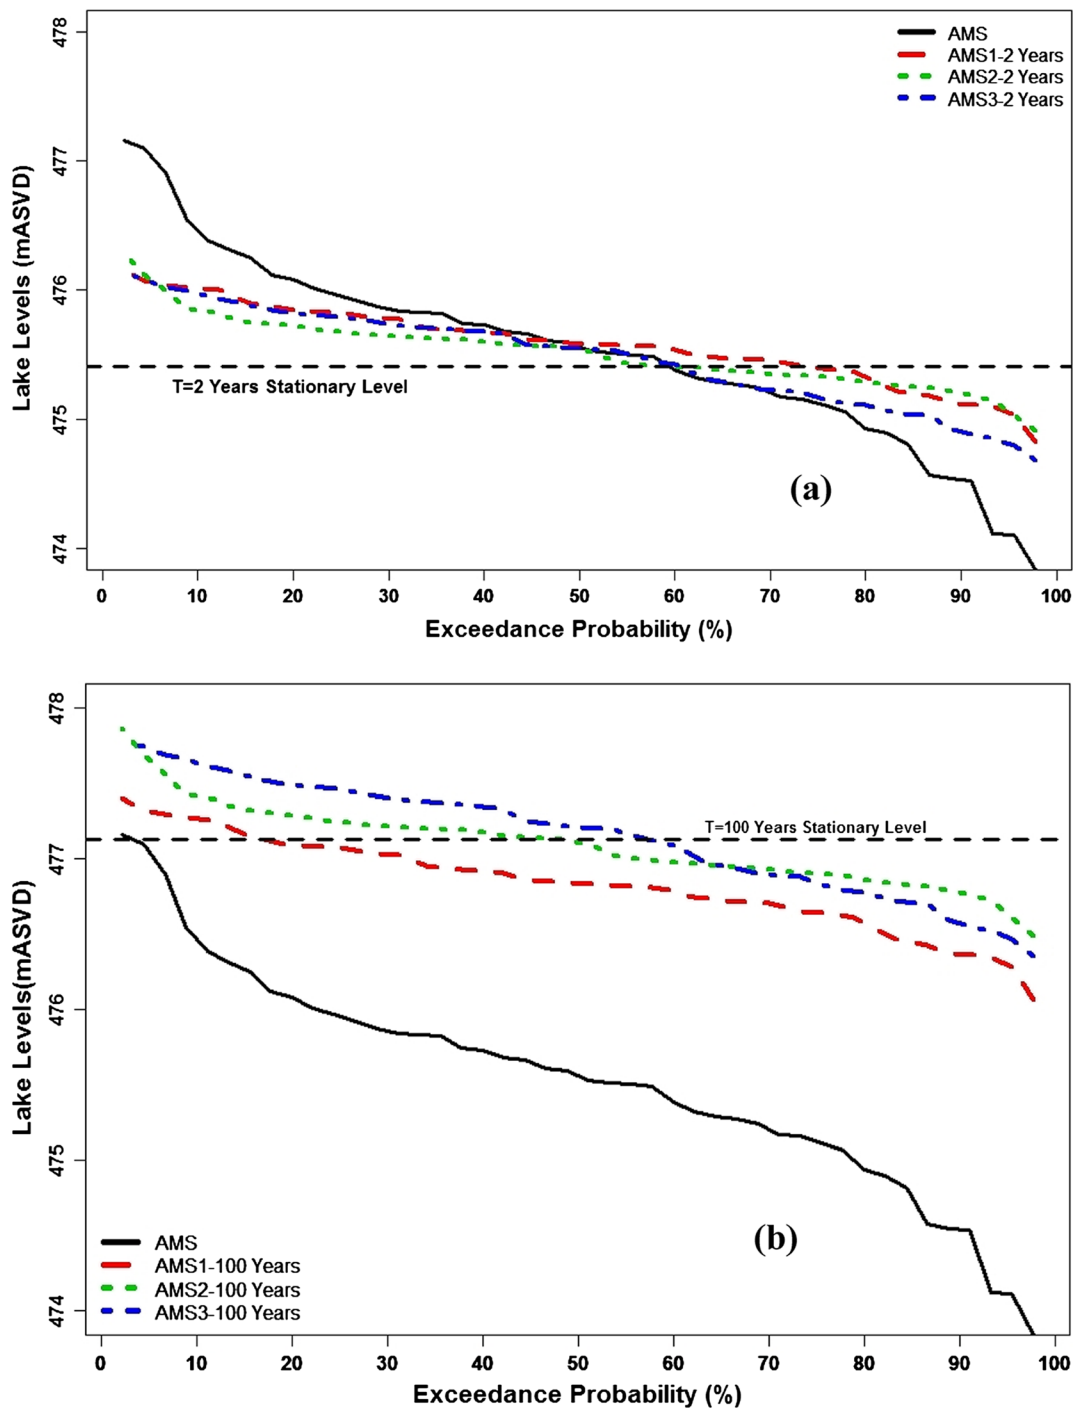 478
477
476
475
474
Lake Levels (mASVD)
AMS
AMS1-2 Years
AMS2-2 Years
AMS3-2 Years
T=2 Years Stationary Level
(a)
0 10 20 30 40 50 60 70 80 90 100
Exceedance Probability (%)
478
477
476
475
474
Lake Levels(mASVD)
T=100 Years Stationary Level
AMS
AMS1-100 Years
AMS2-100 Years
AMS3-100 Years
(b)
0 10 20 30 40 50 60 70 80 90 100
Exceedance Probability (%)